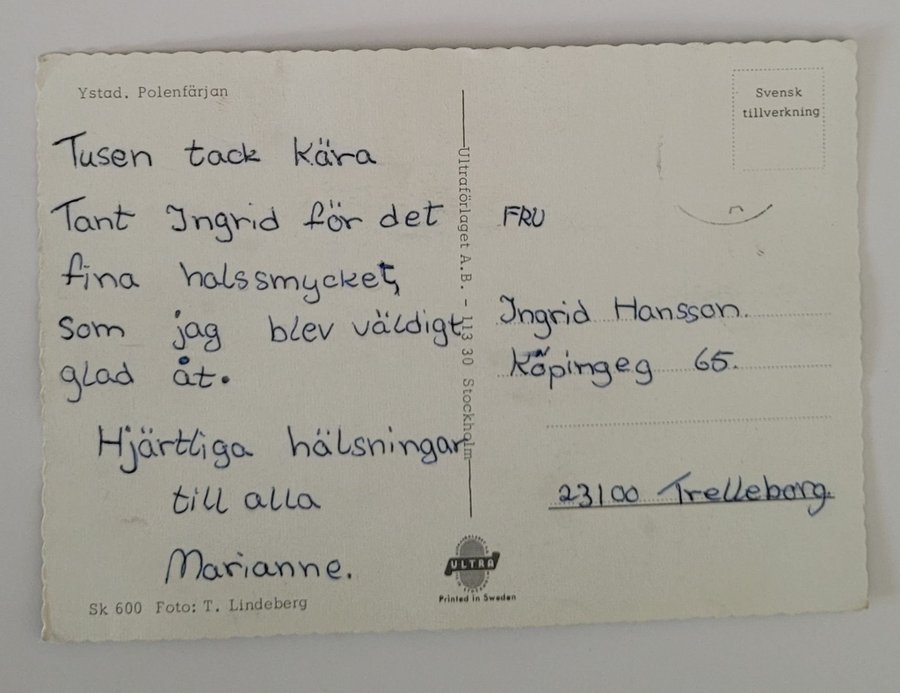 Ystad. Polenfärjan
Tusen tack Kära
Tant Ingrid för det
fina halssmycket,
som jag blev väldigt
glad åt.
Hjärtliga hälsningar
till alla
Marianne.
Sk 600 Foto: T. Lindeberg
Ultraförlaget A.B. - 113 30 Stockholm
ULTRA
Printed in Sweden
Svensk
tillverkning
FRU
Ingrid Hansson.
Köpingeg 65.
23100 Trelleborg.